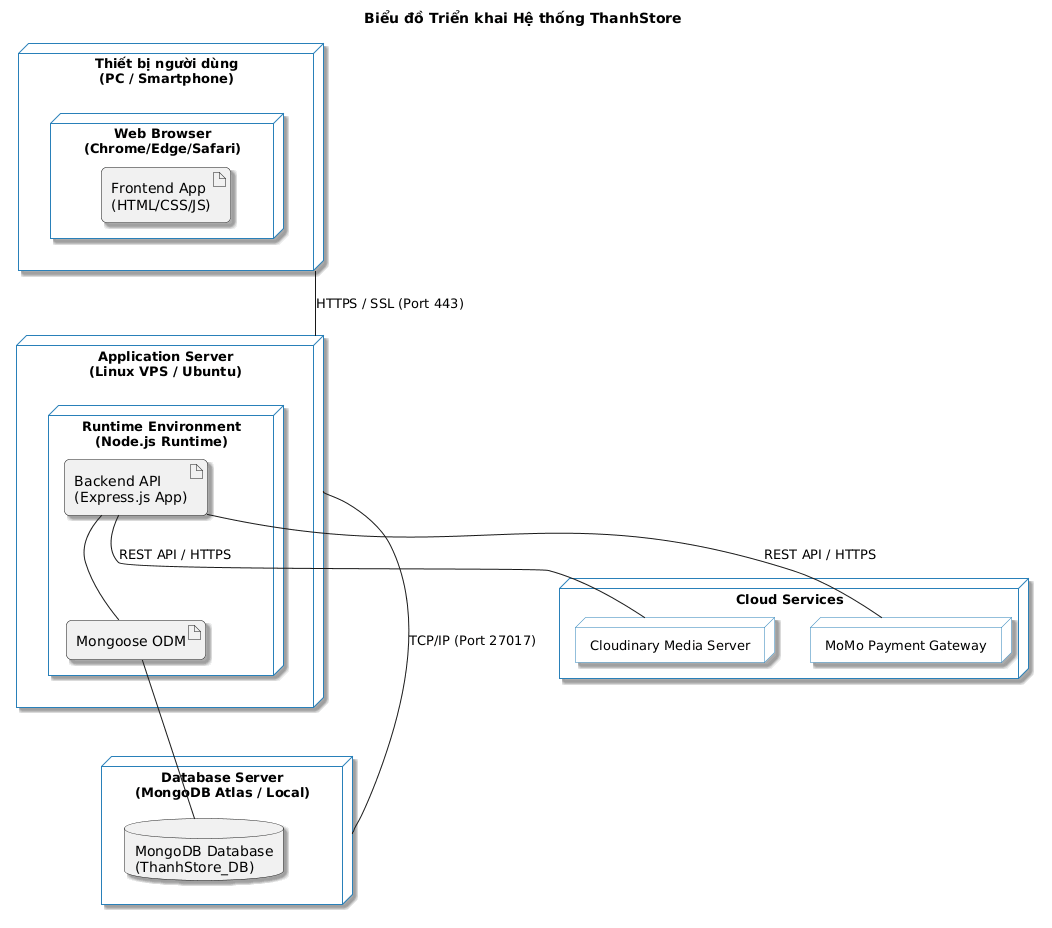 Biểu đồ Triển khai Hệ thống ThanhStore
Thiết bị người dùng
(PC / Smartphone)
Web Browser
(Chrome/Edge/Safari)
Frontend App
(HTML/CSS/JS)
HTTPS / SSL (Port 443)
Application Server
(Linux VPS / Ubuntu)
Runtime Environment
(Node.js Runtime)
Backend API
(Express.js App)
REST API / HTTPS
REST API / HTTPS
Cloud Services
Cloudinary Media Server
MoMo Payment Gateway
Mongoose ODM
TCP/IP (Port 27017)
Database Server
(MongoDB Atlas / Local)
MongoDB Database
(ThanhStore_DB)